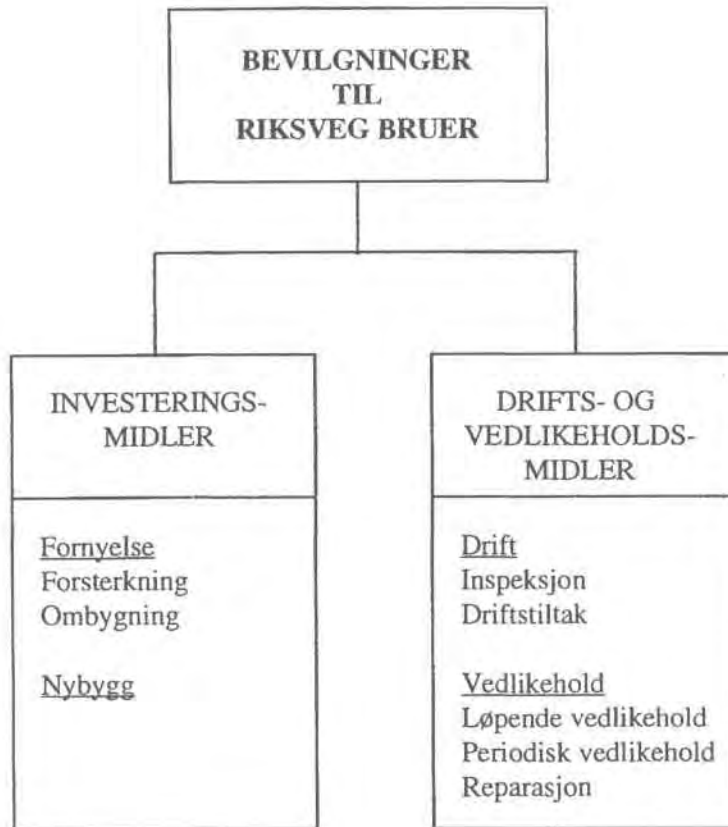 BEVILGNINGER
TIL
RIKSVEG BRUER
INVESTERINGS-
MIDLER
Fornyelse
Forsterkning
Ombygning
Nybygg
DRIFTS- OG
VEDLIKEHOLDS-
MIDLER
Drift
Inspeksjon
Driftstiltak
Vedlikehold
Løpende vedlikehold
Periodisk vedlikehold
Reparasjon